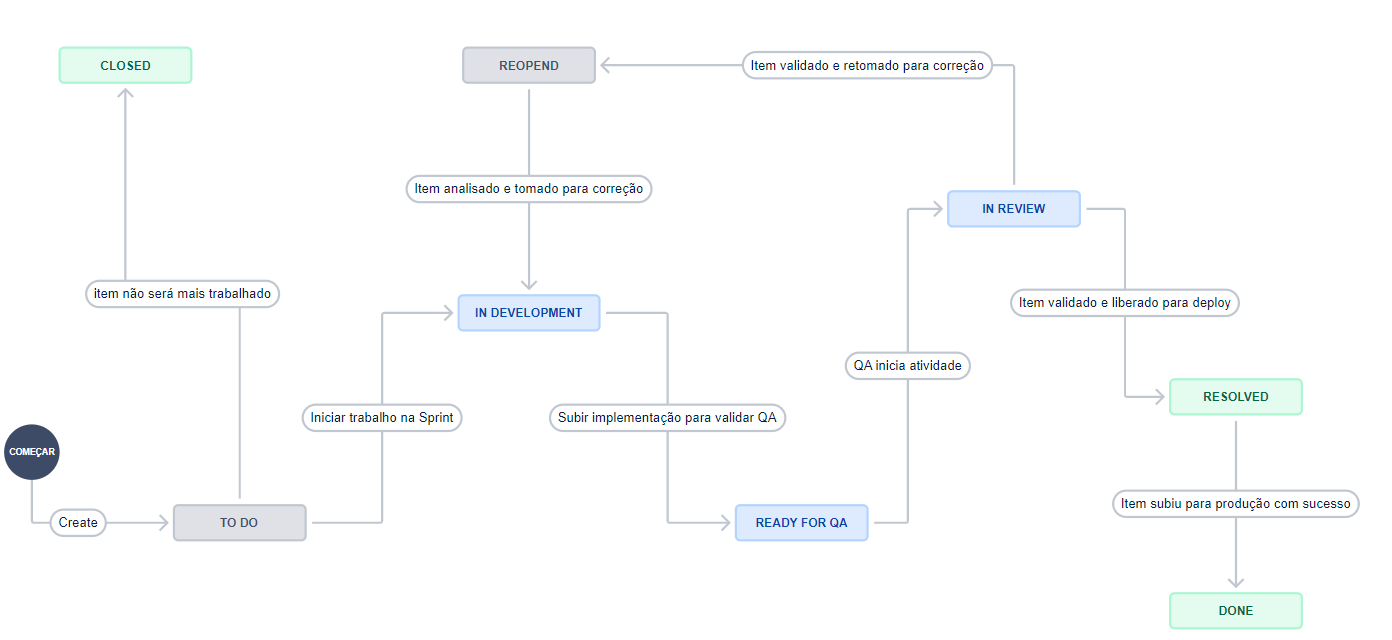 CLOSED
REOPEND
Item validado e retomado para correção
Item analisado e tomado para correção
IN REVIEW
item não será mais trabalhado
Item validado e liberado para deploy
IN DEVELOPMENT
QA inicia atividade
RESOLVED
Iniciar trabalho na Sprint
Subir implementação para validar QA
COMEÇAR
Item subiu para produção com sucesso
Create
TO DO
READY FOR QA
DONE